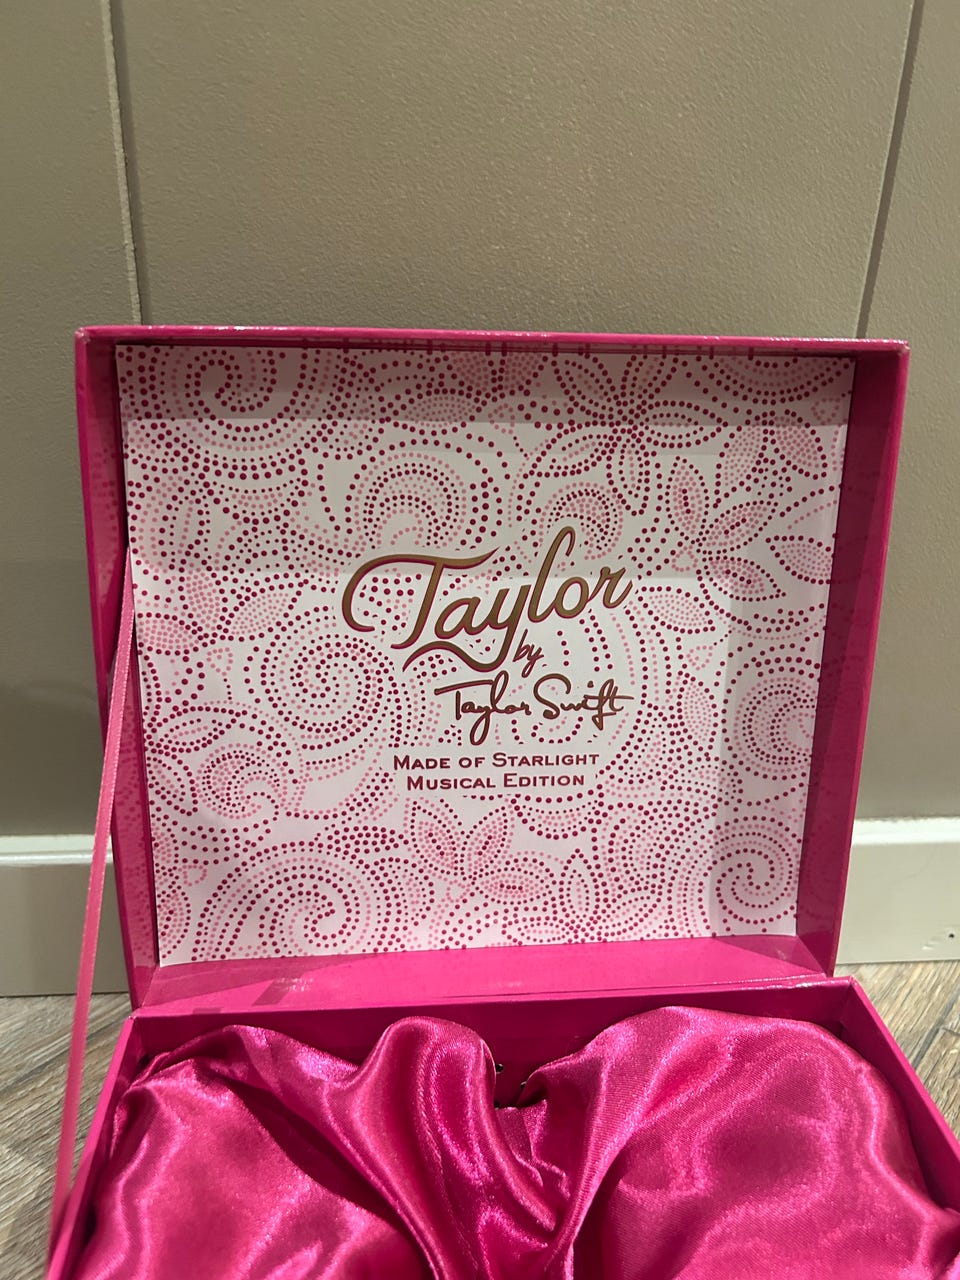 Taylor
by
Taylor Swift
Made of Starlight
Musical Edition